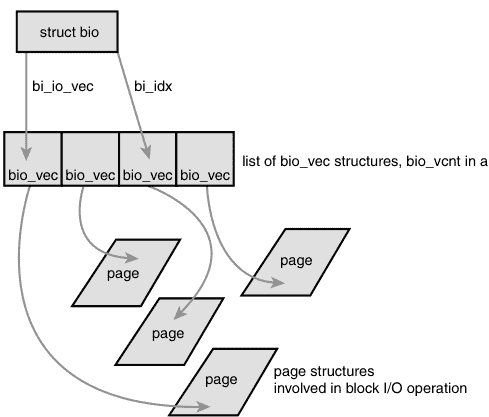 struct bio
bi_io_vec
bi_idx
bio_vec
bio_vec
bio_vec
bio_vec
list of bio_vec structures, bio_vcnt in a
page
page
page
page
page structures
involved in block I/O operation